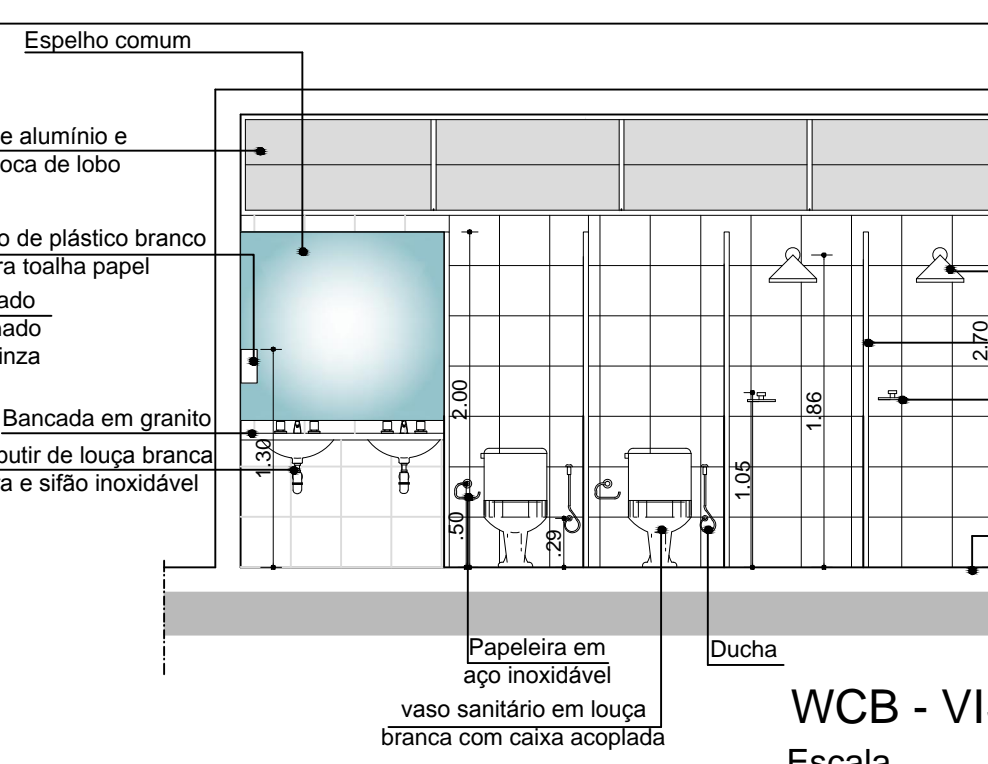 Espelho comum
e alumínio e
oca de lobo
o de plástico branco
ra toalha papel
ado
nado
inza
Bancada em granito
butir de louça branca
ra e sifão inoxidável
1.30
2.00
.50
.29
1.05
1.86
2.70
Papeleira em
aço inoxidável
Ducha
vaso sanitário em louça
branca com caixa acoplada
WCB - VI
Escala